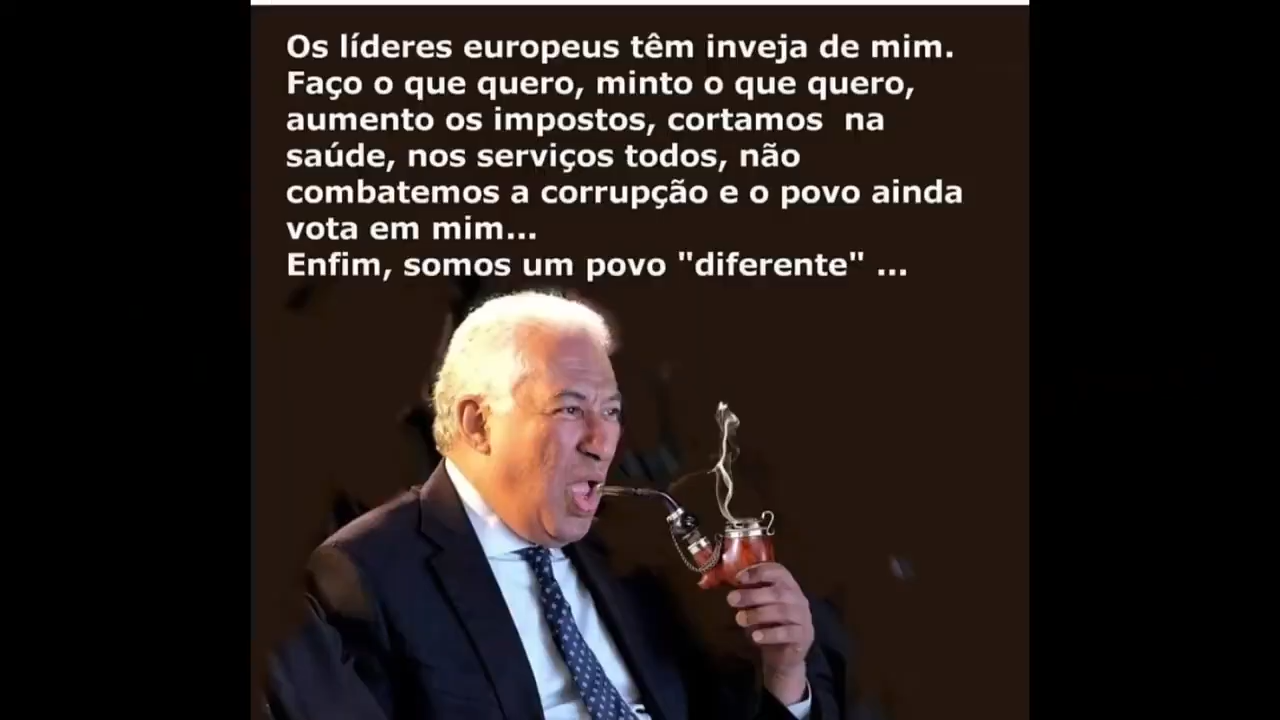 Os líderes europeus têm inveja de mim.
Faço o que quero, minto o que quero,
aumento os impostos, cortamos  na
saúde, nos serviços todos, não
combatemos a corrupção e o povo ainda
vota em mim...
Enfim, somos um povo "diferente" ...